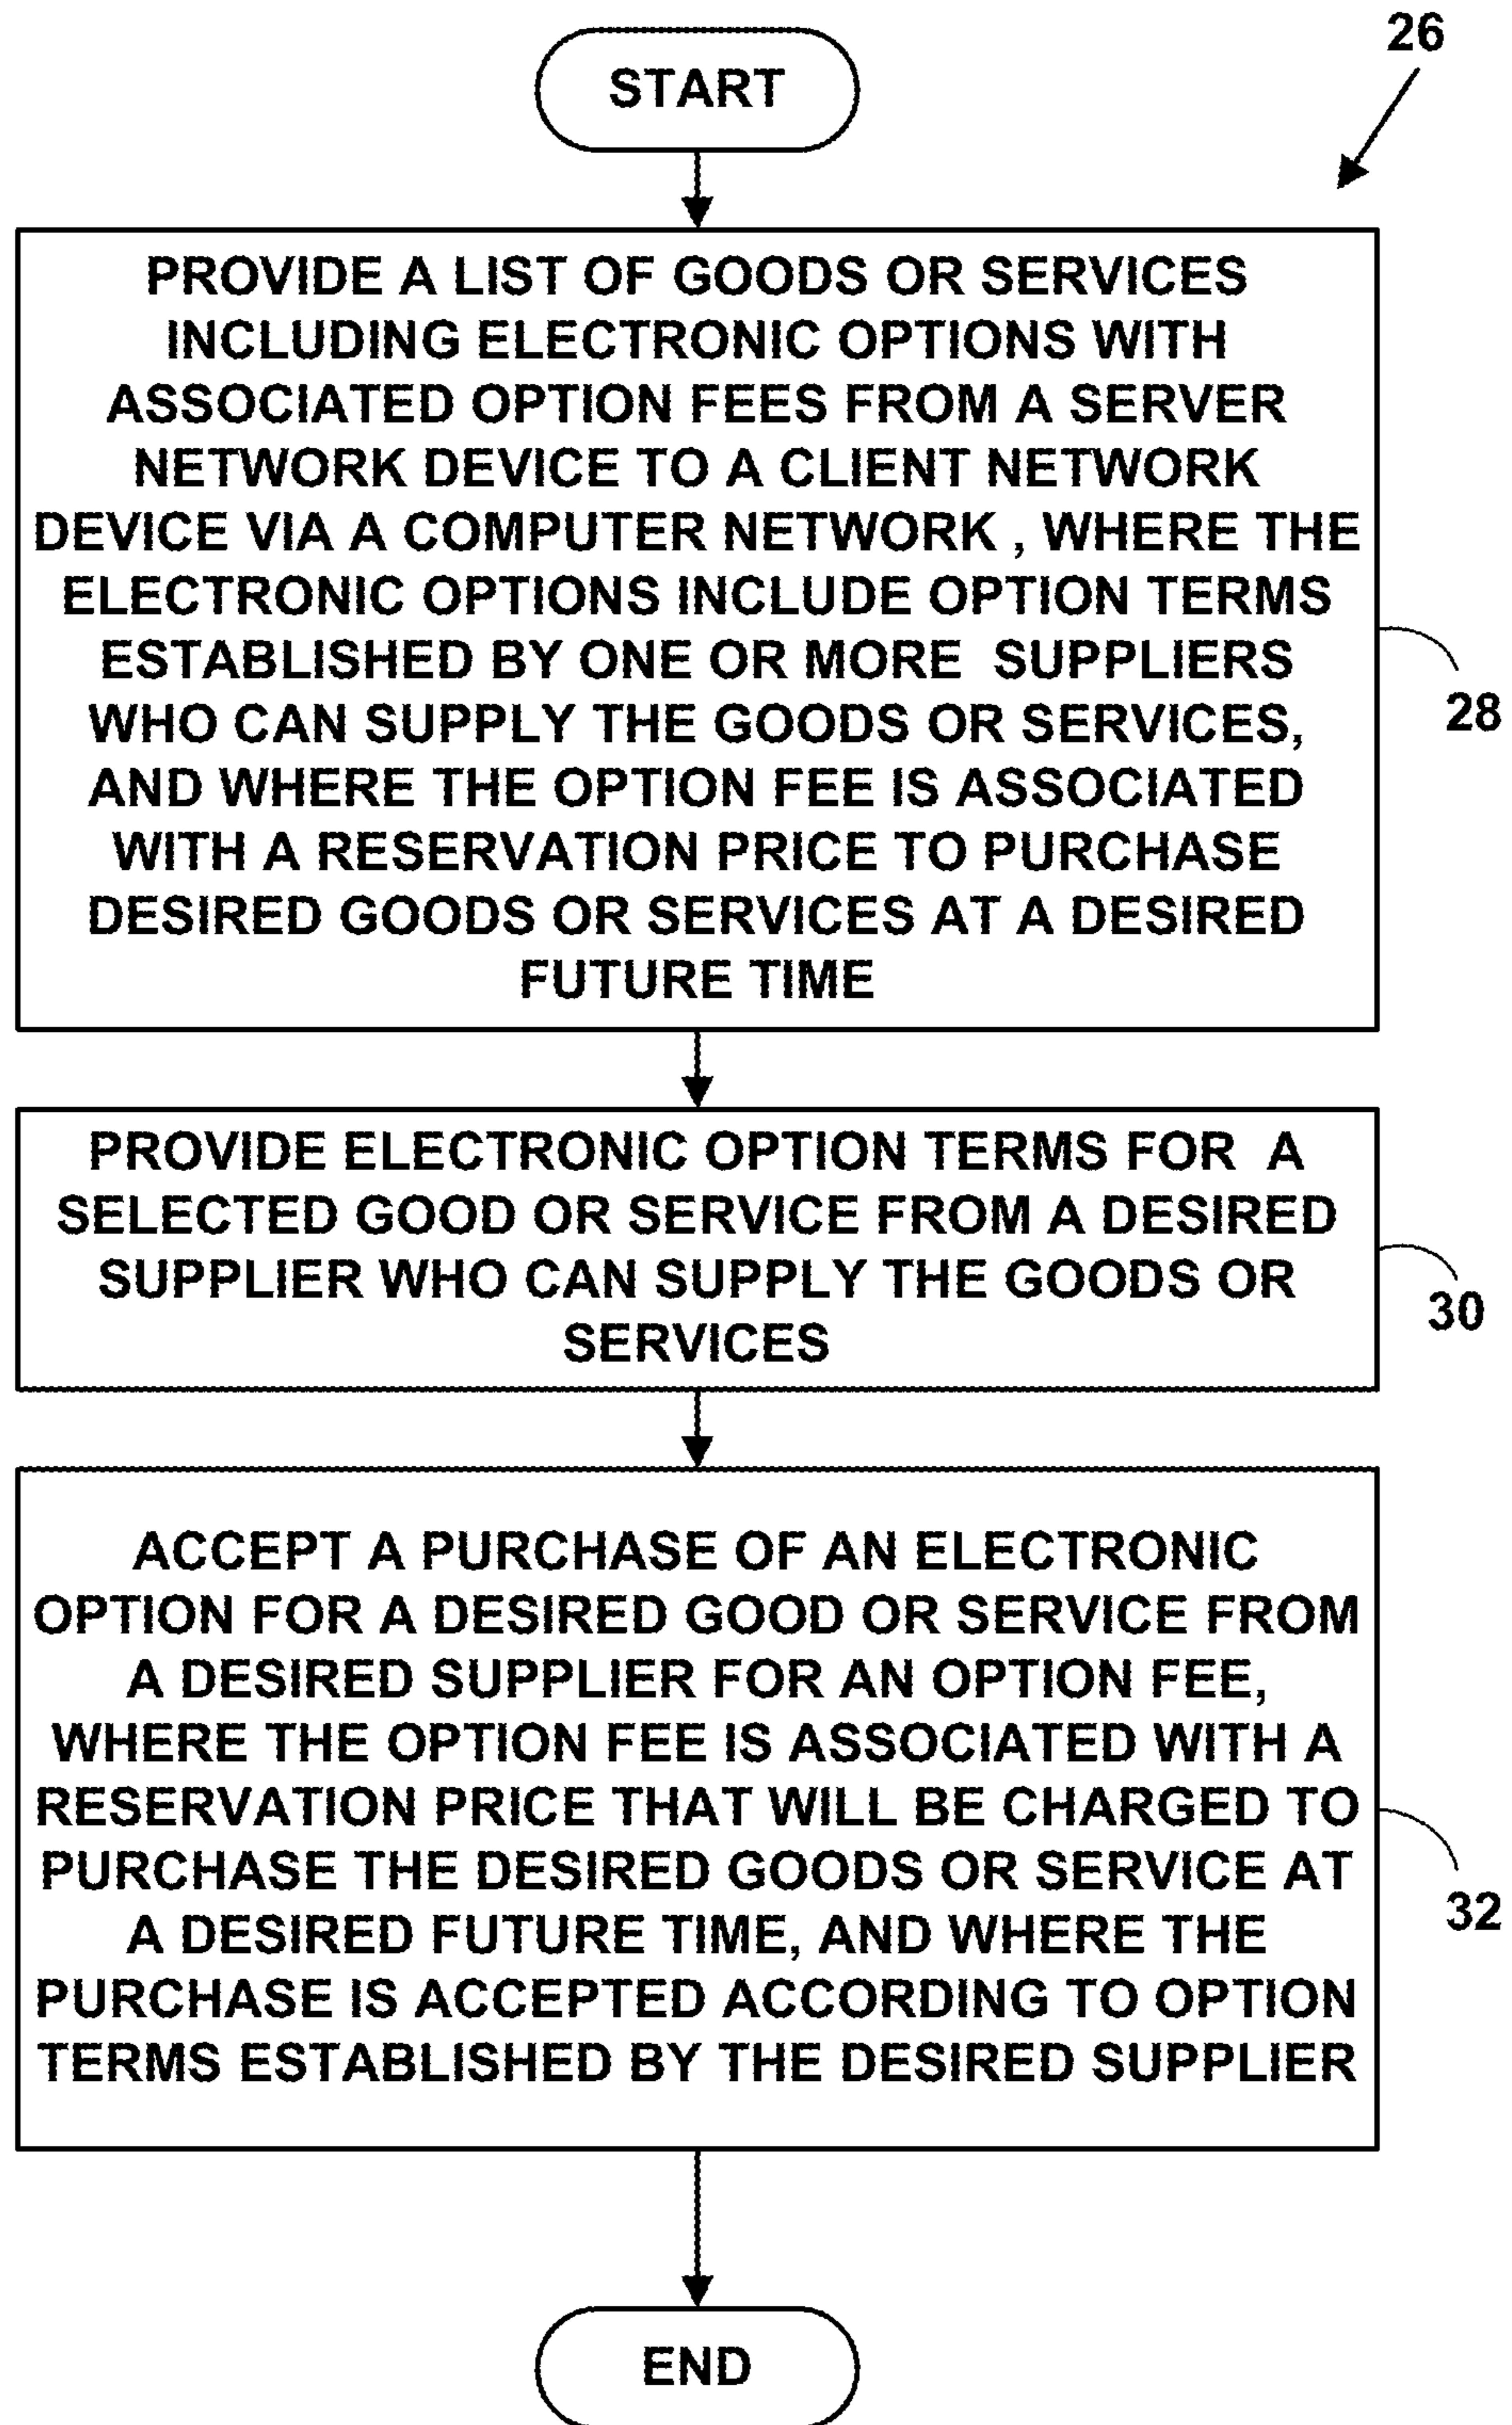 26
START
PROVIDE A LIST OF GOODS OR SERVICES
INCLUDING ELECTRONIC OPTIONS WITH
ASSOCIATED OPTION FEES FROM A SERVER
NETWORK DEVICE TO A CLIENT NETWORK
DEVICE VIA A COMPUTER NETWORK , WHERE THE
ELECTRONIC OPTIONS INCLUDE OPTION TERMS
ESTABLISHED BY ONE OR MORE SUPPLIERS
WHO CAN SUPPLY THE GOODS OR SERVICES,
AND WHERE THE OPTION FEE IS ASSOCIATED
WITH A RESERVATION PRICE TO PURCHASE
DESIRED GOODS OR SERVICES AT A DESIRED
FUTURE TIME
28
PROVIDE ELECTRONIC OPTION TERMS FOR A
SELECTED GOOD OR SERVICE FROM A DESIRED
SUPPLIER WHO CAN SUPPLY THE GOODS OR
SERVICES
30
ACCEPT A PURCHASE OF AN ELECTRONIC
OPTION FOR A DESIRED GOOD OR SERVICE FROM
A DESIRED SUPPLIER FOR AN OPTION FEE,
WHERE THE OPTION FEE IS ASSOCIATED WITH A
RESERVATION PRICE THAT WILL BE CHARGED TO
PURCHASE THE DESIRED GOODS OR SERVICE AT
A DESIRED FUTURE TIME, AND WHERE THE
PURCHASE IS ACCEPTED ACCORDING TO OPTION
TERMS ESTABLISHED BY THE DESIRED SUPPLIER
32
END